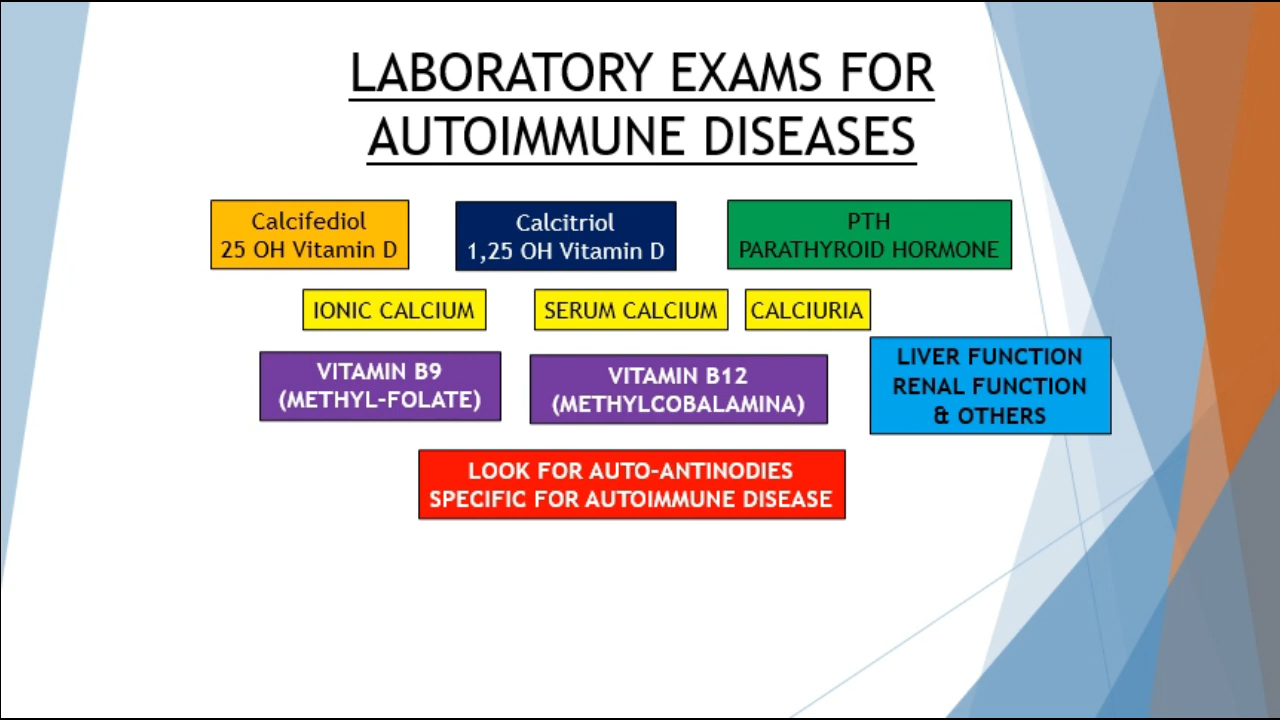 LABORATORY EXAMS FOR
AUTOIMMUNE DISEASES
Calcifediol
25 OH Vitamin D
Calcitriol
1,25 OH Vitamin D
PTH
PARATHYROID HORMONE
IONIC CALCIUM
SERUM CALCIUM
CALCIURIA
VITAMIN B9
(METHYL-FOLATE)
VITAMIN B12
(METHYLCOBALAMINA)
LIVER FUNCTION
RENAL FUNCTION
& OTHERS
LOOK FOR AUTO-ANTINODIES
SPECIFIC FOR AUTOIMMUNE DISEASE